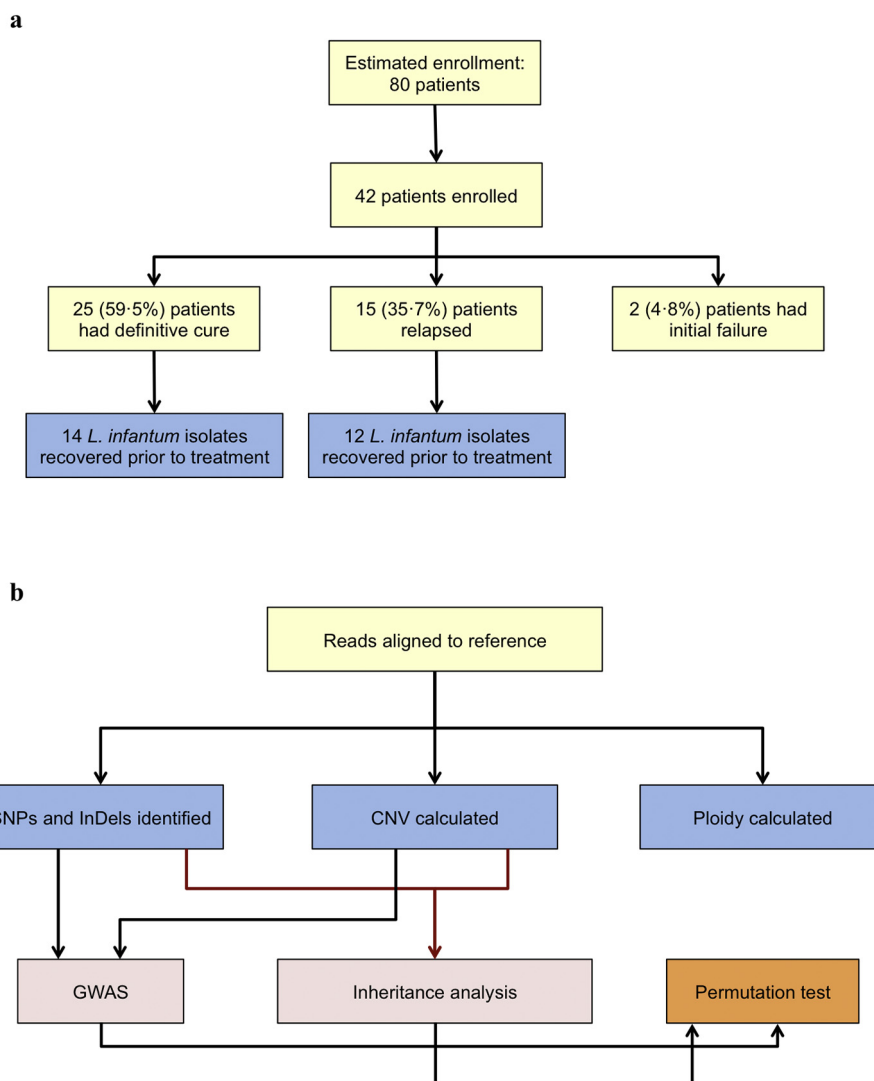 a
Estimated enrollment:
80 patients
42 patients enrolled
25 (59·5%) patients
had definitive cure
15 (35·7%) patients
relapsed
2 (4·8%) patients had
initial failure
14 L. infantum isolates
recovered prior to treatment
12 L. infantum isolates
recovered prior to treatment
b
Reads aligned to reference
SNPs and InDels identified
CNV calculated
Ploidy calculated
GWAS
Inheritance analysis
Permutation test